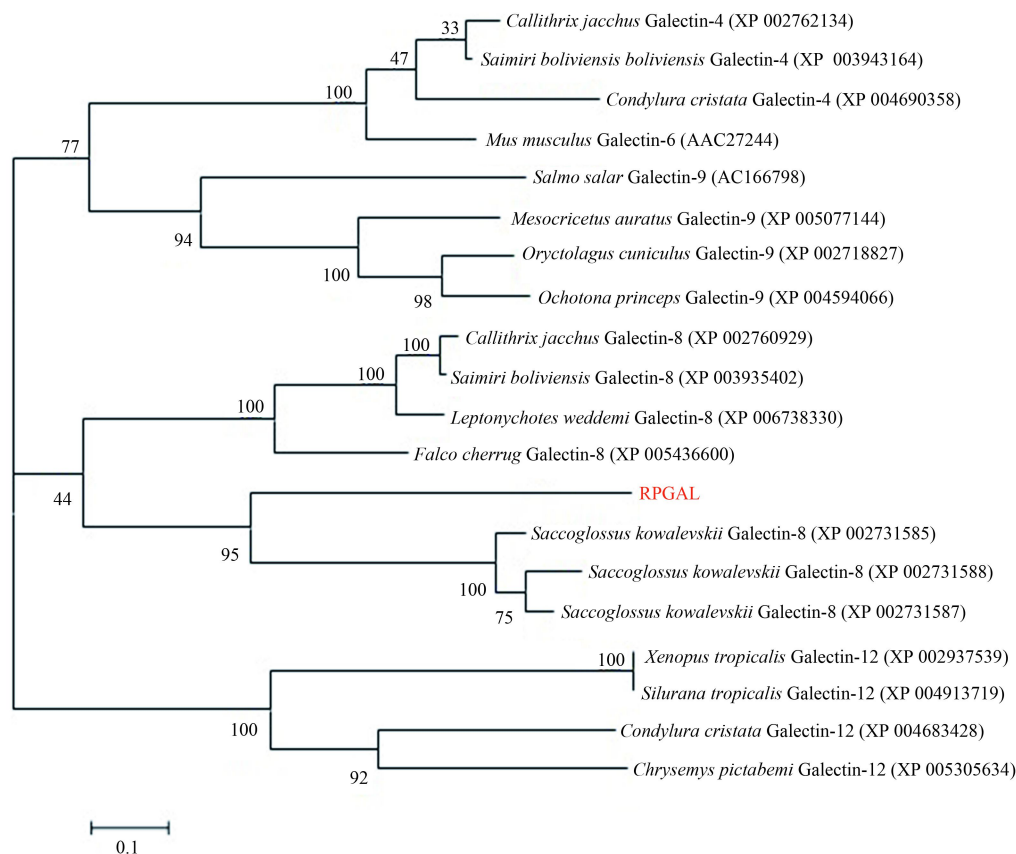 33
Callithrix jacchus Galectin-4 (XP 002762134)
47
Saimiri boliviensis boliviensis Galectin-4 (XP 003943164)
100
Condylura cristata Galectin-4 (XP 004690358)
77
Mus musculus Galectin-6 (AAC27244)
Salmo salar Galectin-9 (AC166798)
94
Mesocricetus auratus Galectin-9 (XP 005077144)
100
Oryctolagus cuniculus Galectin-9 (XP 002718827)
98
Ochotona princeps Galectin-9 (XP 004594066)
100
Callithrix jacchus Galectin-8 (XP 002760929)
100
Saimiri boliviensis Galectin-8 (XP 003935402)
100
Leptonychotes weddemi Galectin-8 (XP 006738330)
Falco cherrug Galectin-8 (XP 005436600)
44
RPGAL
95
Saccoglossus kowalevskii Galectin-8 (XP 002731585)
100
Saccoglossus kowalevskii Galectin-8 (XP 002731588)
75
Saccoglossus kowalevskii Galectin-8 (XP 002731587)
100
Xenopus tropicalis Galectin-12 (XP 002937539)
Silurana tropicalis Galectin-12 (XP 004913719)
100
Condylura cristata Galectin-12 (XP 004683428)
92
Chrysemys pictabemi Galectin-12 (XP 005305634)
0.1